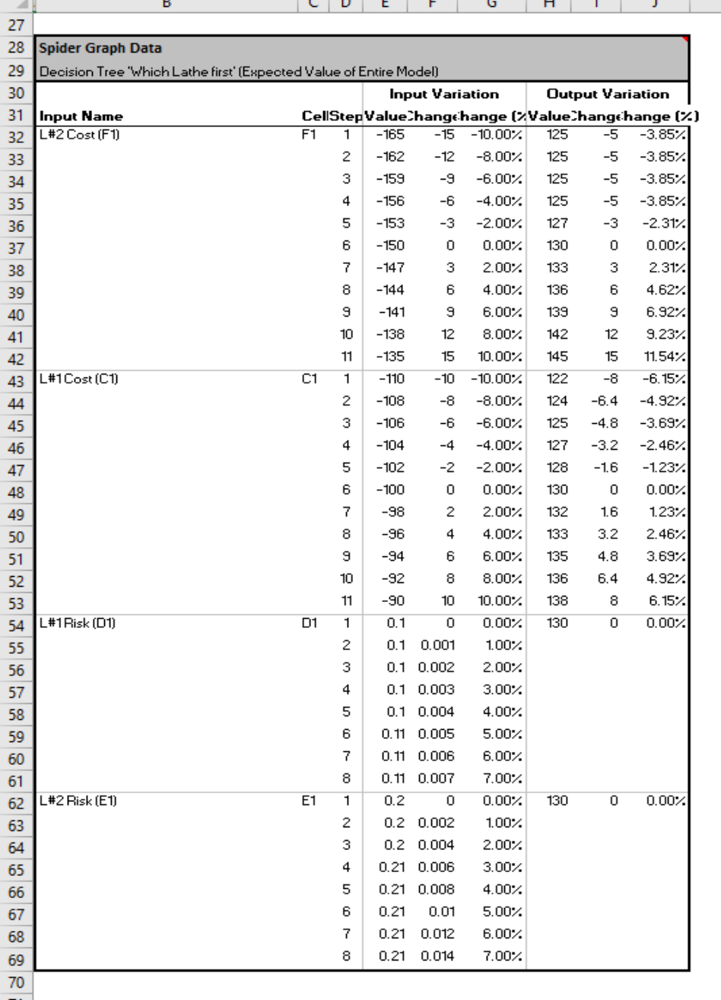 B C D E F G H I J
27
28 Spider Graph Data
29 Decision Tree 'Which Lathe first' (Expected Value of Entire Model)
30 Input Variation Output Variation
31 Input Name Cell Step Value Change hange (% Value Change hange (%)
32 L#2 Cost (F1) F1 1 -165 -15 -10.00% 125 -5 -3.85%
33 2 -162 -12 -8.00% 125 -5 -3.85%
34 3 -159 -9 -6.00% 125 -5 -3.85%
35 4 -156 -6 -4.00% 125 -5 -3.85%
36 5 -153 -3 -2.00% 127 -3 -2.31%
37 6 -150 0 0.00% 130 0 0.00%
38 7 -147 3 2.00% 133 3 2.31%
39 8 -144 6 4.00% 136 6 4.62%
40 9 -141 9 6.00% 139 9 6.92%
41 10 -138 12 8.00% 142 12 9.23%
42 11 -135 15 10.00% 145 15 11.54%
43 L#1 Cost (C1) C1 1 -110 -10 -10.00% 122 -8 -6.15%
44 2 -108 -8 -8.00% 124 -6.4 -4.92%
45 3 -106 -6 -6.00% 125 -4.8 -3.69%
46 4 -104 -4 -4.00% 127 -3.2 -2.46%
47 5 -102 -2 -2.00% 128 -1.6 -1.23%
48 6 -100 0 0.00% 130 0 0.00%
49 7 -98 2 2.00% 132 1.6 1.23%
50 8 -96 4 4.00% 133 3.2 2.46%
51 9 -94 6 6.00% 135 4.8 3.69%
52 10 -92 8 8.00% 136 6.4 4.92%
53 11 -90 10 10.00% 138 8 6.15%
54 L#1 Risk (D1) D1 1 0.1 0 0.00% 130 0 0.00%
55 2 0.1 0.001 1.00%
56 3 0.1 0.002 2.00%
57 4 0.1 0.003 3.00%
58 5 0.1 0.004 4.00%
59 6 0.11 0.005 5.00%
60 7 0.11 0.006 6.00%
61 8 0.11 0.007 7.00%
62 L#2 Risk (E1) E1 1 0.2 0 0.00% 130 0 0.00%
63 2 0.2 0.002 1.00%
64 3 0.2 0.004 2.00%
65 4 0.21 0.006 3.00%
66 5 0.21 0.008 4.00%
67 6 0.21 0.01 5.00%
68 7 0.21 0.012 6.00%
69 8 0.21 0.014 7.00%
70